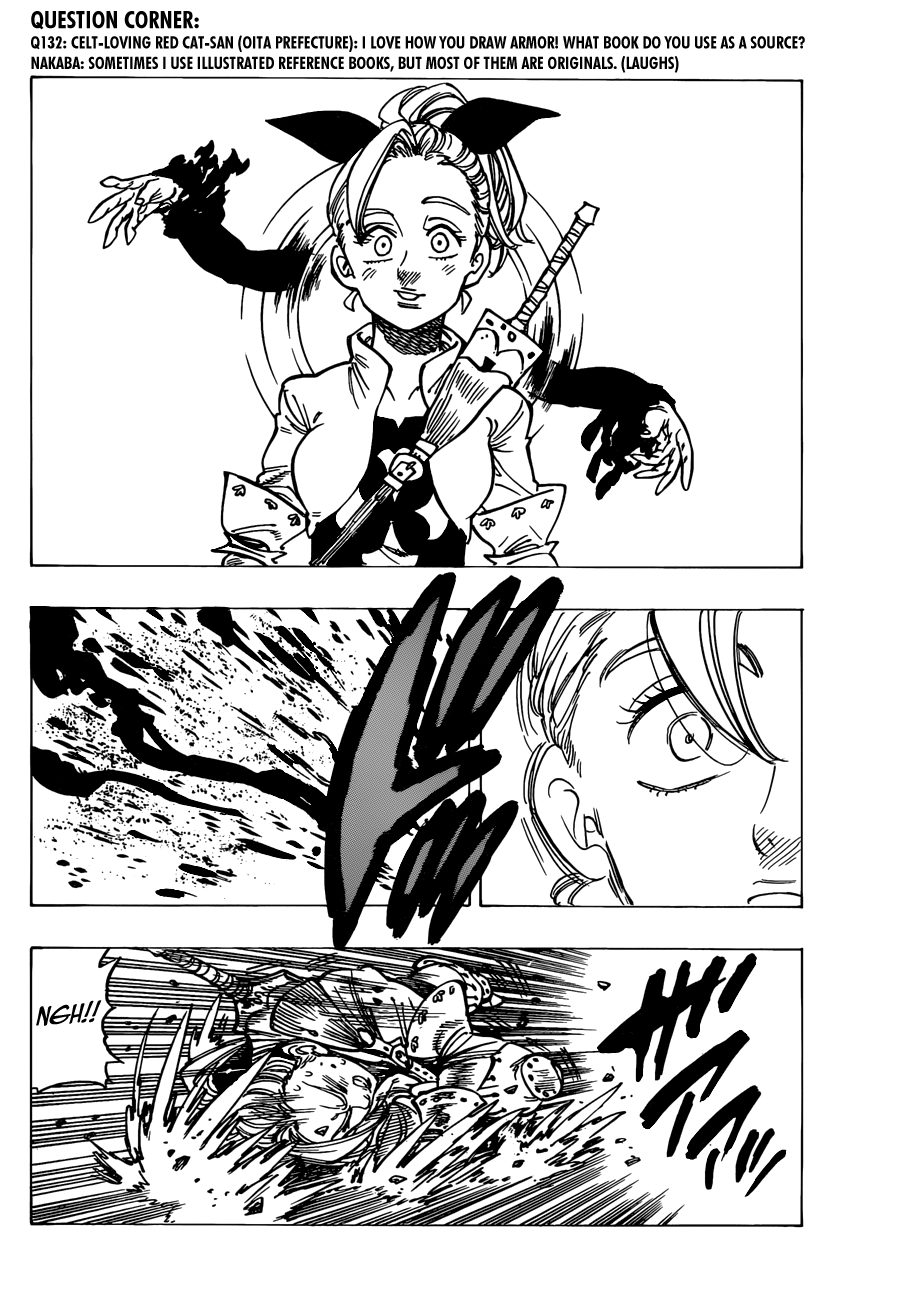 QUESTION CORNER:
Q132: CELT-LOVING RED CAT-SAN (OITA PREFECTURE): I LOVE HOW YOU DRAW ARMOR! WHAT BOOK DO YOU USE AS A SOURCE?
NAKABA: SOMETIMES I USE ILLUSTRATED REFERENCE BOOKS, BUT MOST OF THEM ARE ORIGINALS. (LAUGHS)
NGH!!